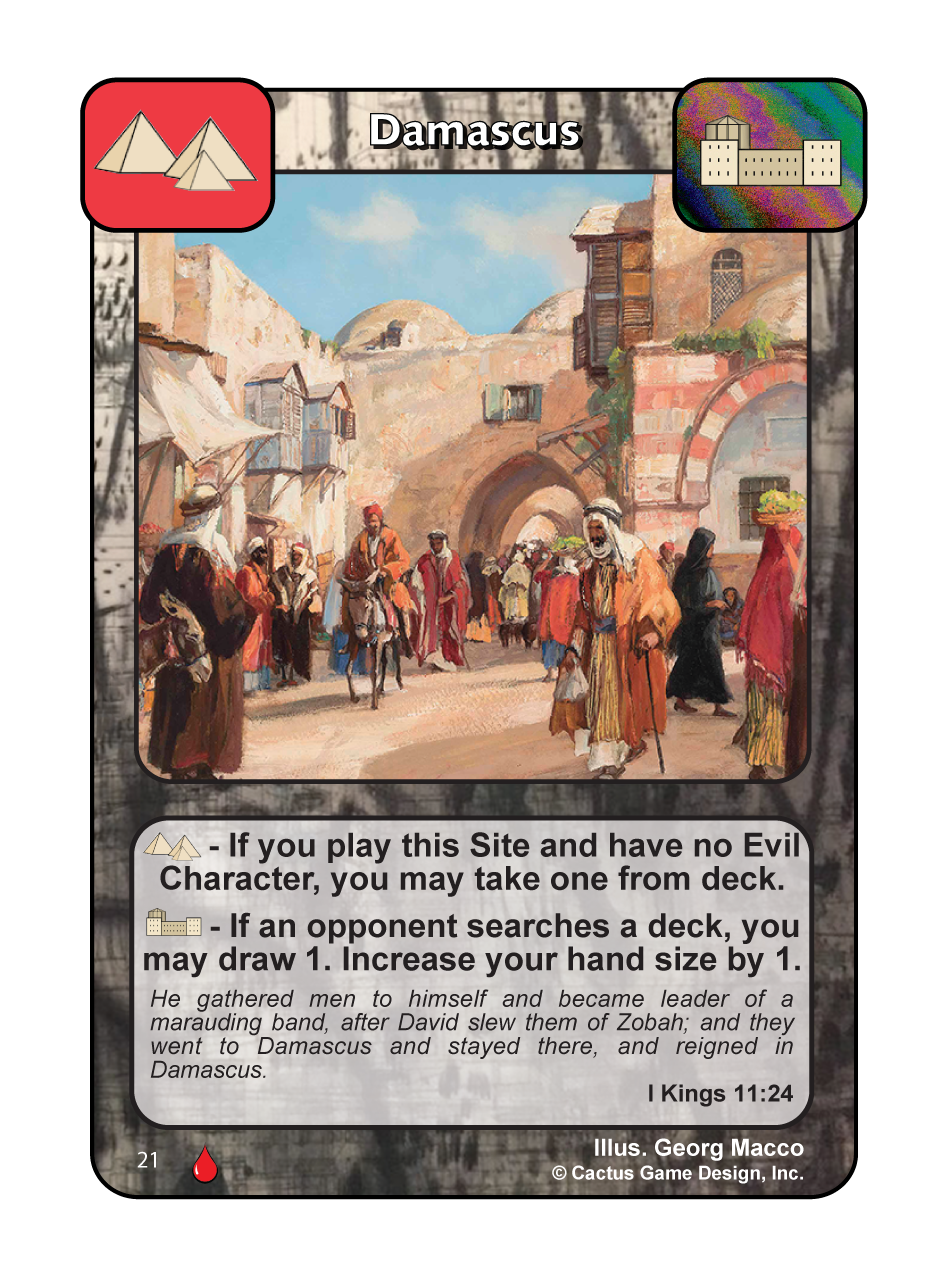 Damascus
- If you play this Site and have no Evil
Character, you may take one from deck.
- If an opponent searches a deck, you
may draw 1. Increase your hand size by 1.
He gathered men to himself and became leader of a
marauding band, after David slew them of Zobah; and they
went to Damascus and stayed there, and reigned in
Damascus.
I Kings 11:24
21
Illus. Georg Macco
© Cactus Game Design, Inc.